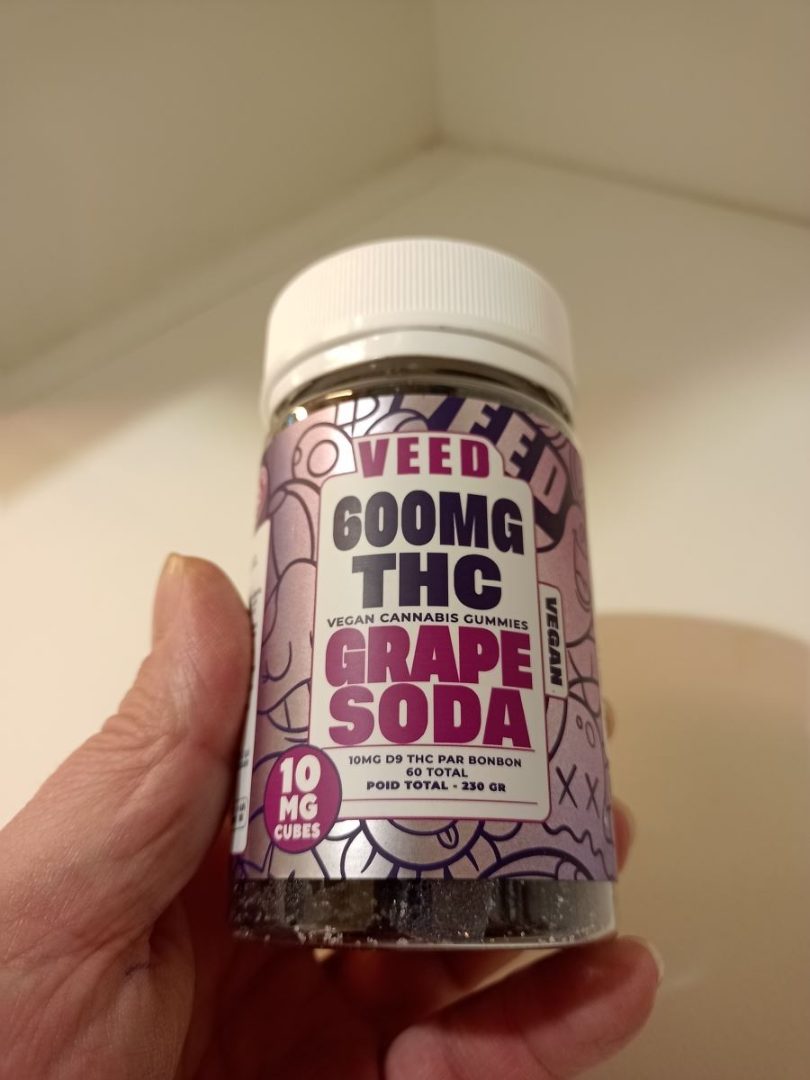 VEED
VEED
600MG
THC
VEGAN CANNABIS GUMMIES
GRAPE
SODA
VEGAN
10MG D9 THC PAR BONBON
60 TOTAL
POID TOTAL - 230 GR
10
MG
CUBES